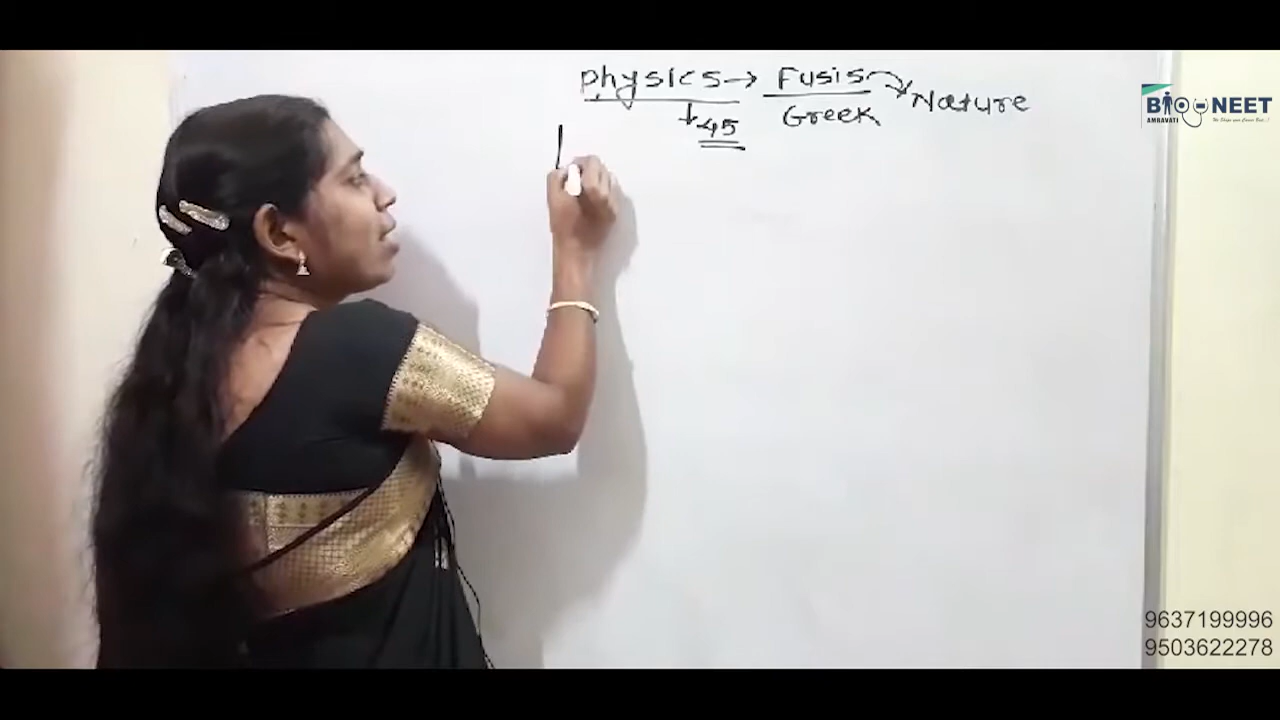 Physics → Fusis → Nature
Greek
↓ 45
BIO NEET
AMRAVATI
9637199996
9503622278